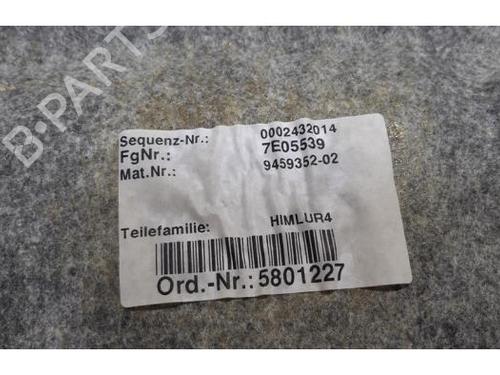 B-PARTS
Sequenz-Nr.: 0002432014
FgNr.: 7E05539
Mat.Nr.: 9459352-02
Teilefamilie: HIMLUR4
Ord.-Nr.: 5801227